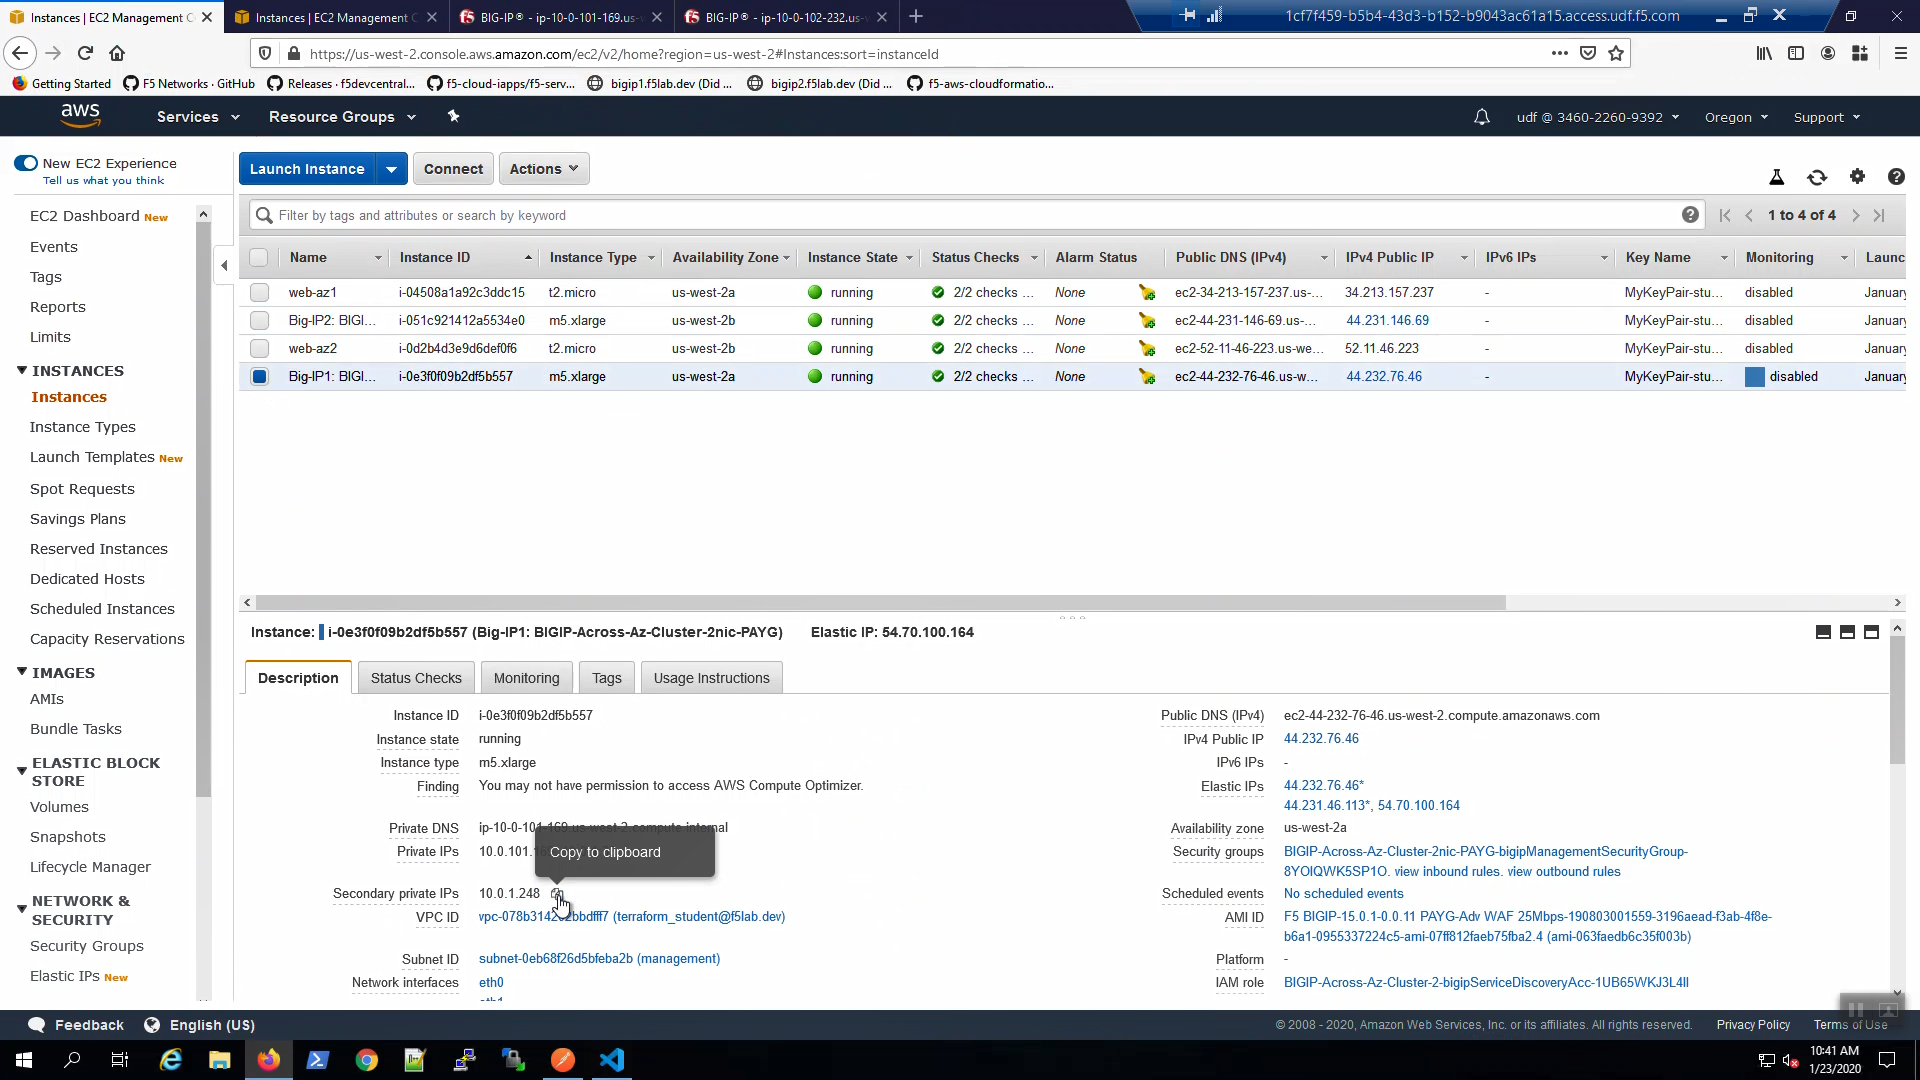 Instances | EC2 Management C
Instances | EC2 Management C
BIG-IP® - ip-10-0-101-169.us-
BIG-IP® - ip-10-0-102-232.us-
1cf7f459-b5b4-43d3-b152-b9043ac61a15.access.udf.f5.com
https://us-west-2.console.aws.amazon.com/ec2/v2/home?region=us-west-2#Instances:sort=instanceId
Getting Started
F5 Networks · GitHub
Releases · f5devcentral...
f5-cloud-iapps/f5-serv...
bigip1.f5lab.dev (Did ...
bigip2.f5lab.dev (Did ...
f5-aws-cloudformatio...
aws
Services
Resource Groups
udf @ 3460-2260-9392
Oregon
Support
New EC2 Experience
Tell us what you think
EC2 Dashboard New
Events
Tags
Reports
Limits
INSTANCES
Instances
Instance Types
Launch Templates New
Spot Requests
Savings Plans
Reserved Instances
Dedicated Hosts
Scheduled Instances
Capacity Reservations
IMAGES
AMIs
Bundle Tasks
ELASTIC BLOCK
STORE
Volumes
Snapshots
Lifecycle Manager
NETWORK &
SECURITY
Security Groups
Elastic IPs New
Launch Instance
Connect
Actions
Filter by tags and attributes or search by keyword
1 to 4 of 4
Name Instance ID Instance Type Availability Zone Instance State Status Checks Alarm Status Public DNS (IPv4) IPv4 Public IP IPv6 IPs Key Name Monitoring Launc
web-az1 i-04508a1a92c3ddc15 t2.micro us-west-2a running 2/2 checks ... None ec2-34-213-157-237.us-... 34.213.157.237 - MyKeyPair-stu... disabled January
Big-IP2: BIGI... i-051c921412a5534e0 m5.xlarge us-west-2b running 2/2 checks ... None ec2-44-231-146-69.us-... 44.231.146.69 - MyKeyPair-stu... disabled January
web-az2 i-0d2b4d3e9d6def0f6 t2.micro us-west-2b running 2/2 checks ... None ec2-52-11-46-223.us-we... 52.11.46.223 - MyKeyPair-stu... disabled January
Big-IP1: BIGI... i-0e3f0f09b2df5b557 m5.xlarge us-west-2a running 2/2 checks ... None ec2-44-232-76-46.us-w... 44.232.76.46 - MyKeyPair-stu... disabled January
Instance: i-0e3f0f09b2df5b557 (Big-IP1: BIGIP-Across-Az-Cluster-2nic-PAYG) Elastic IP: 54.70.100.164
Description
Status Checks
Monitoring
Tags
Usage Instructions
Instance ID i-0e3f0f09b2df5b557
Instance state running
Instance type m5.xlarge
Finding You may not have permission to access AWS Compute Optimizer.
Private DNS ip-10-0-101-169.us-west-2.compute.internal
Private IPs 10.0.101.
Copy to clipboard
Secondary private IPs 10.0.1.248
VPC ID (terraform_student@f5lab.dev)
Subnet ID subnet-0eb68f26d5bfeba2b (management)
Network interfaces eth0
eth1
Public DNS (IPv4) ec2-44-232-76-46.us-west-2.compute.amazonaws.com
IPv4 Public IP 44.232.76.46
IPv6 IPs -
Elastic IPs 44.232.76.46*
44.231.46.113*, 54.70.100.164
Availability zone us-west-2a
Security groups BIGIP-Across-Az-Cluster-2nic-PAYG-bigipManagementSecurityGroup-
8YOIQWK5SP1O. view inbound rules. view outbound rules
Scheduled events No scheduled events
AMI ID F5 BIGIP-15.0.1-0.0.11 PAYG-Adv WAF 25Mbps-190803001559-3196aead-f3ab-4f8e-
b6a1-0955337224c5-ami-07ff812faeb75fba2.4 (ami-063faedb6c35f003b)
Platform -
IAM role BIGIP-Across-Az-Cluster-2-bigipServiceDiscoveryAcc-1UB65WKJ3L4II
Feedback
English (US)
© 2008 - 2020, Amazon Web Services, Inc. or its affiliates. All rights reserved.
Privacy Policy
Terms of Use
10:41 AM
1/23/2020